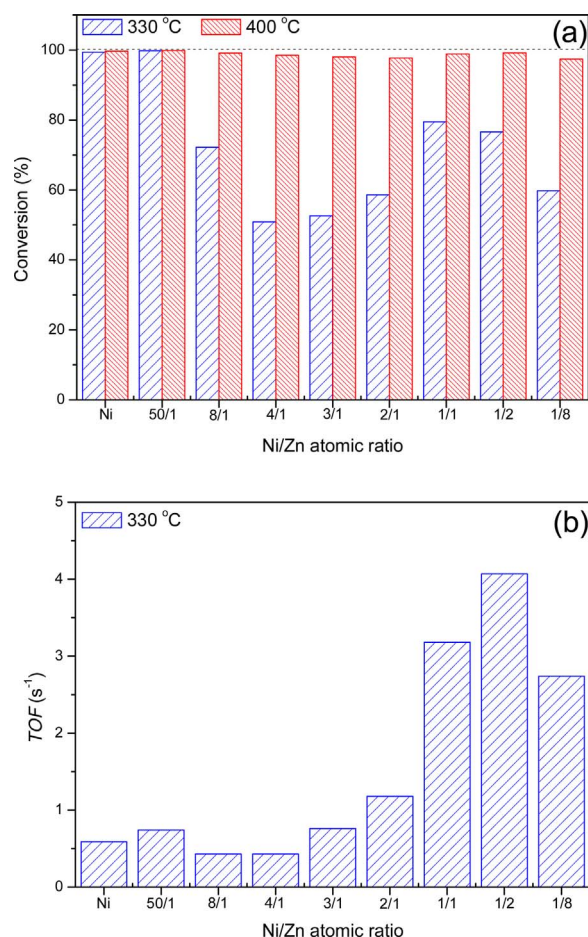 330 °C 400 °C (a)
100
80
60
40
20
0
Conversion (%)
Ni 50/1 8/1 4/1 3/1 2/1 1/1 1/2 1/8
Ni/Zn atomic ratio
330 °C (b)
5
4
3
2
1
0
TOF (s⁻¹)
Ni 50/1 8/1 4/1 3/1 2/1 1/1 1/2 1/8
Ni/Zn atomic ratio